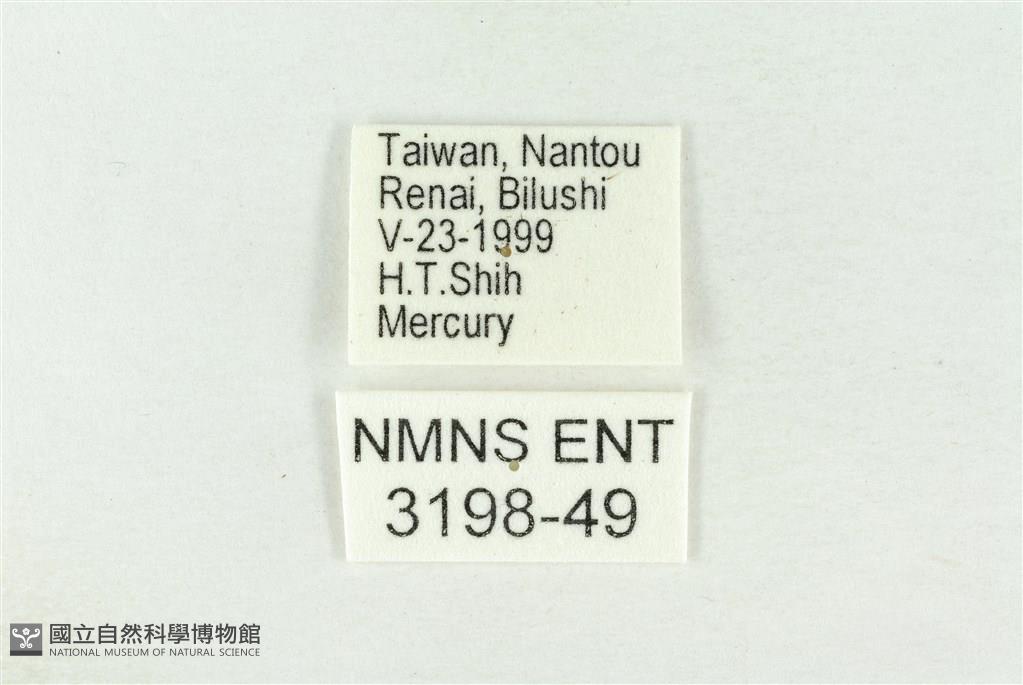 Taiwan, Nantou
Renai, Bilushi
V-23-1999
H.T.Shih
Mercury
NMNS ENT
3198-49
國立自然科學博物館
NATIONAL MUSEUM OF NATURAL SCIENCE